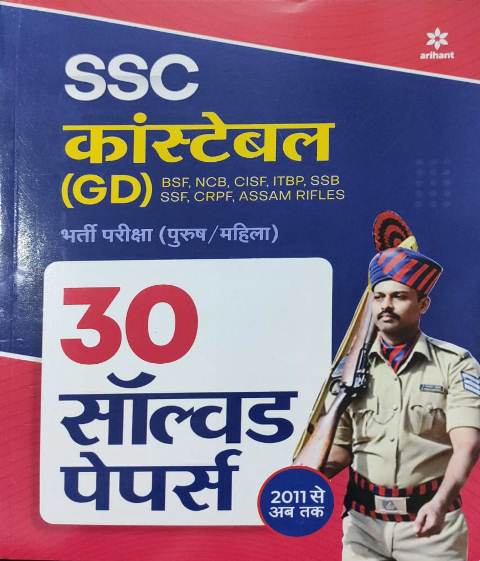 arihant
SSC
कांस्टेबल
(GD) BSF, NCB, CISF, ITBP, SSB
SSF, CRPF, ASSAM RIFLES
भर्ती परीक्षा (पुरुष/महिला)
30
सॉल्वड
पेपर्स
2011 से
अब तक